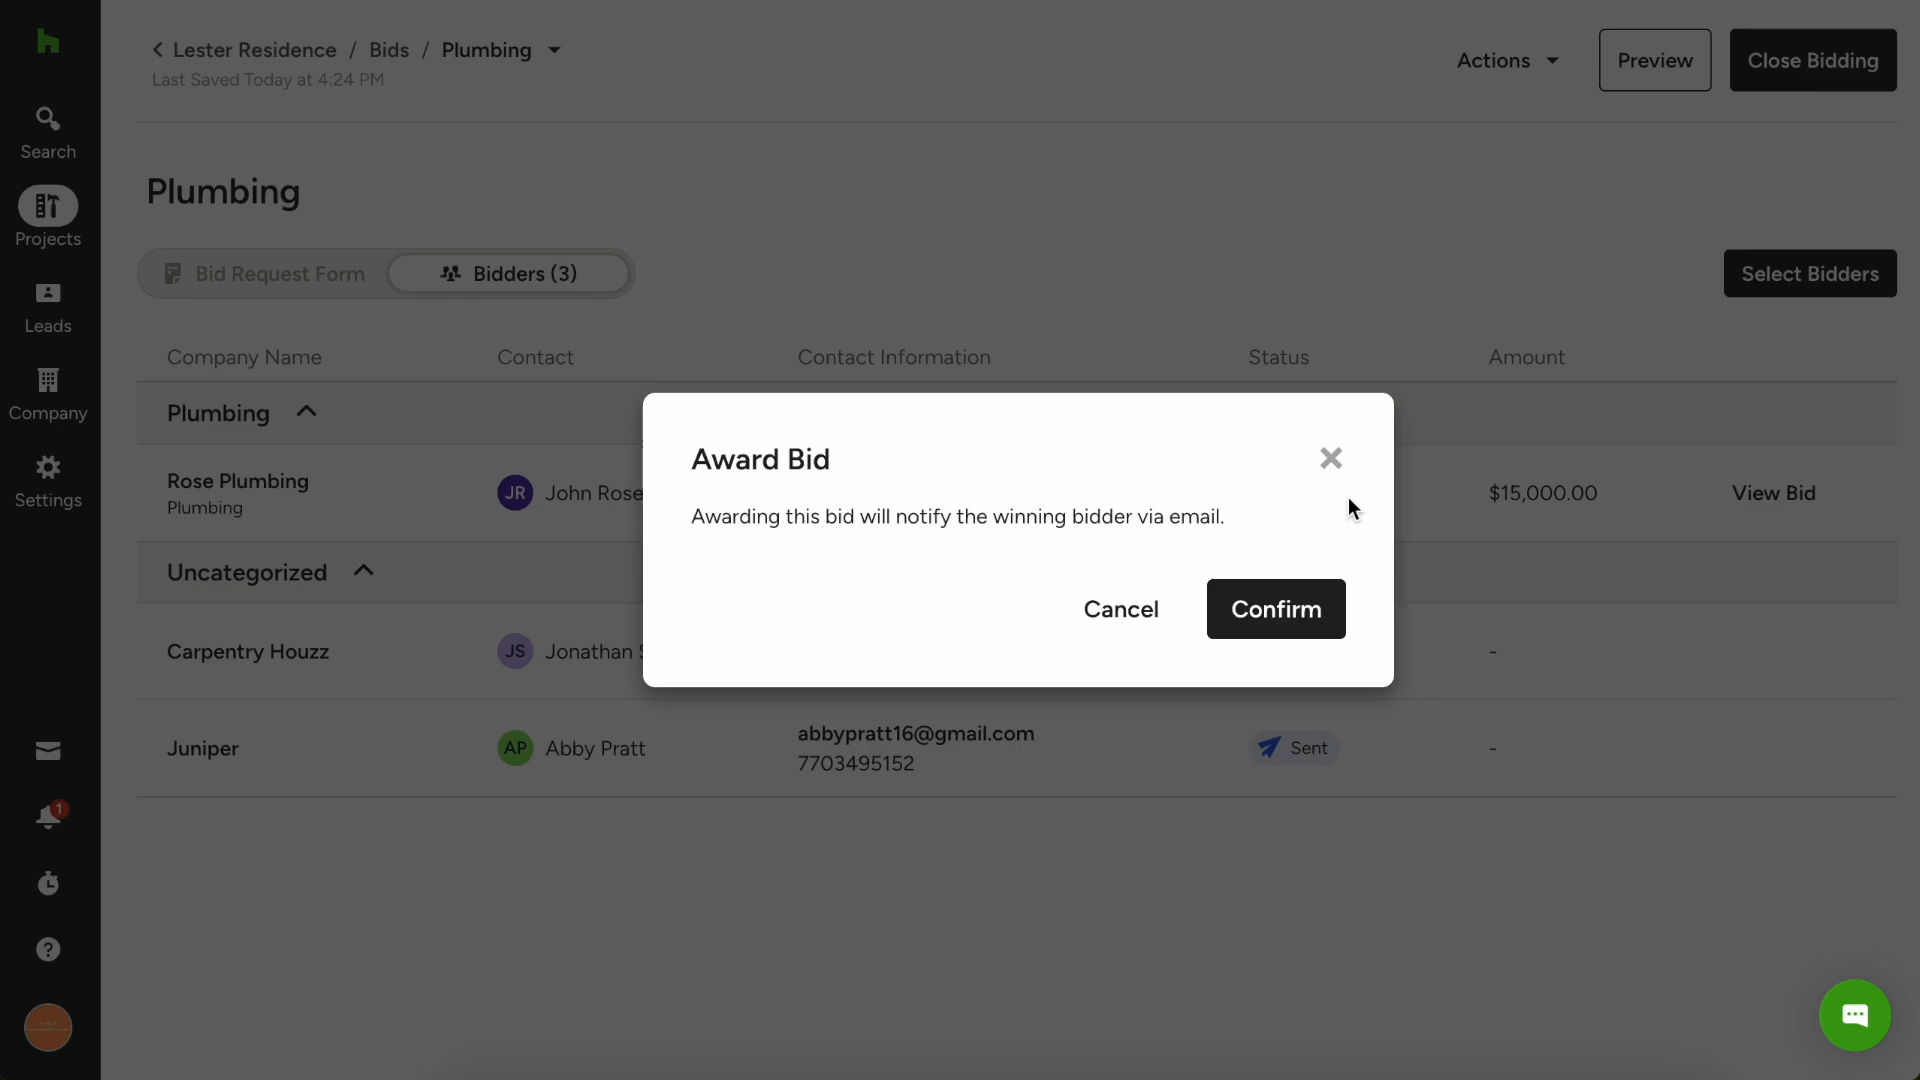 Lester Residence / Bids / Plumbing
Last Saved Today at 4:24 PM
Actions
Preview
Close Bidding
Search
Projects
Leads
Company
Settings
1
Plumbing
Bid Request Form
Bidders (3)
Select Bidders
Company Name
Contact
Contact Information
Status
Amount
Plumbing
Rose Plumbing
Plumbing
JR
John Rose
$15,000.00
View Bid
Uncategorized
Carpentry Houzz
JS
Jonathan
-
Juniper
AP
Abby Pratt
abbypratt16@gmail.com
7703495152
Sent
-
Award Bid
Awarding this bid will notify the winning bidder via email.
Cancel
Confirm